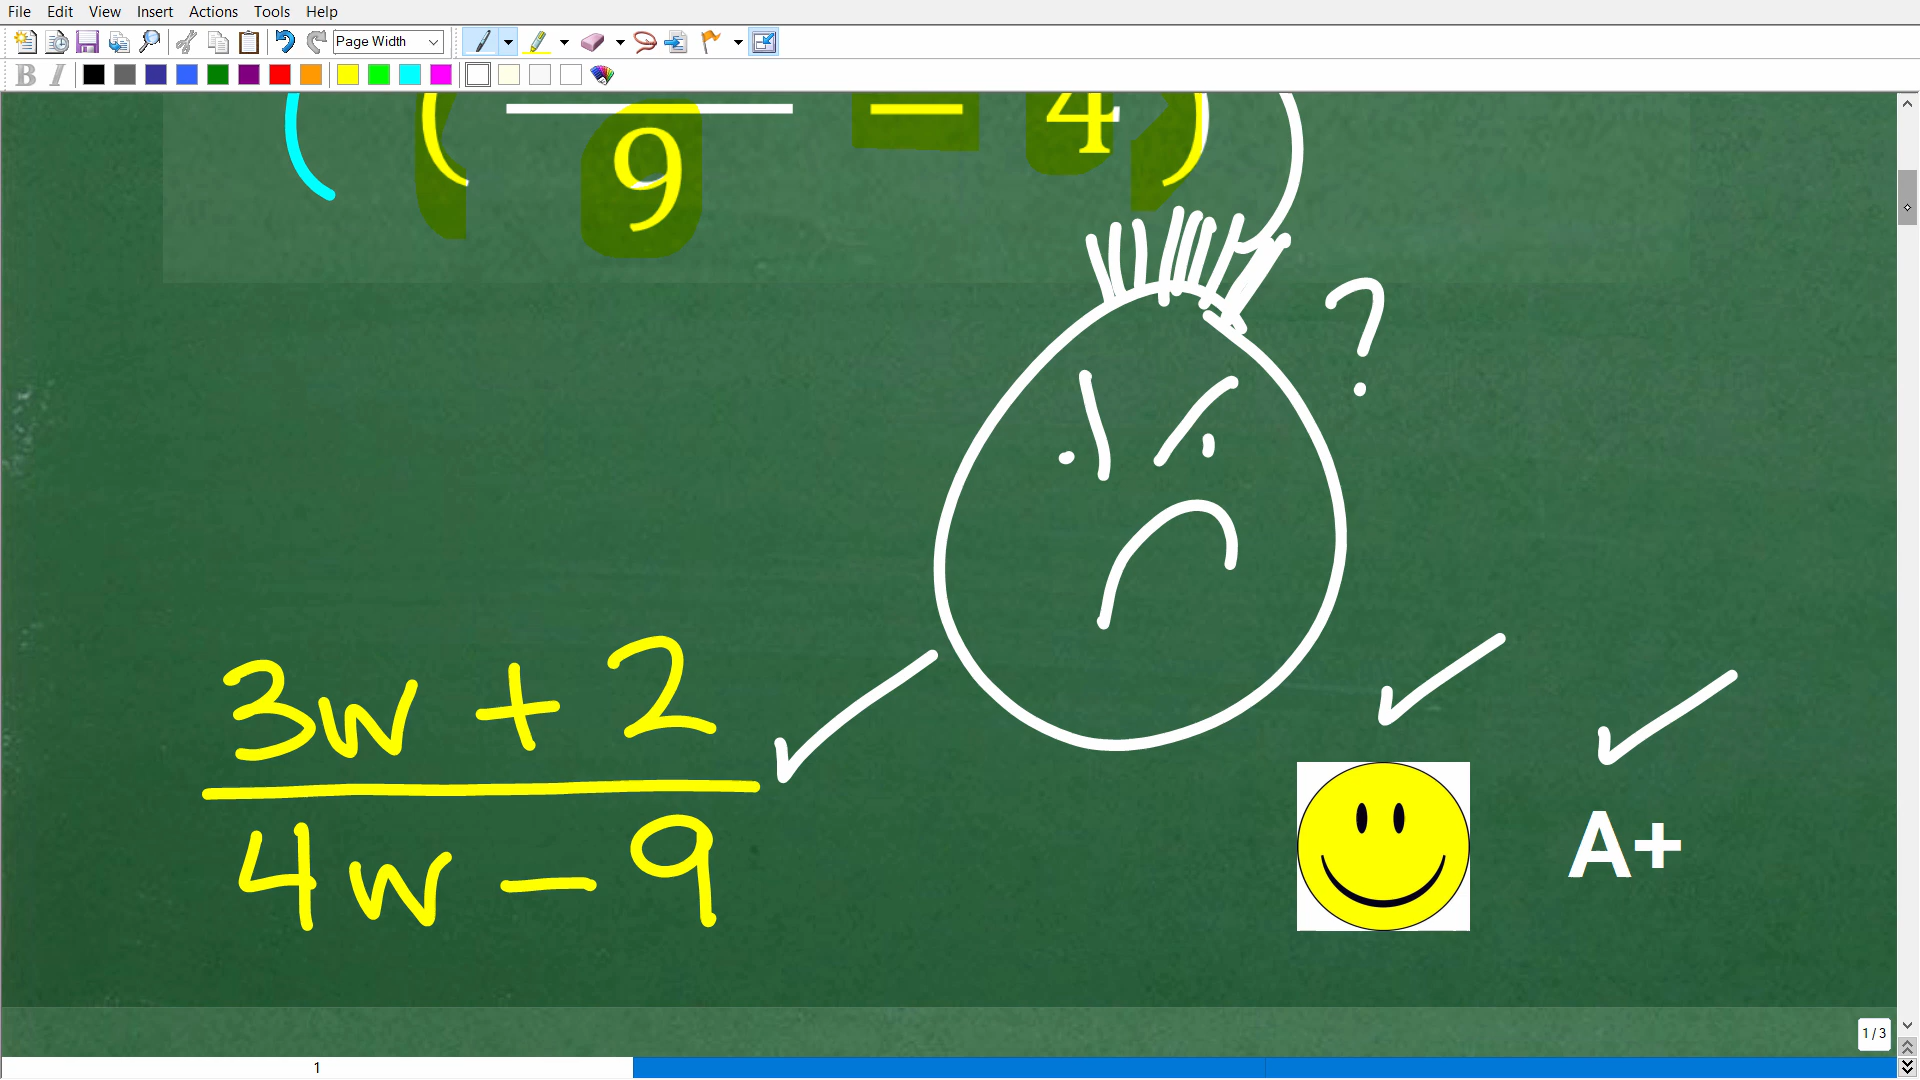 File Edit View Insert Actions Tools Help
Page Width
B I
( ( — 4 )
9
?
3w + 2
4w - 9
A+
1 / 3
1